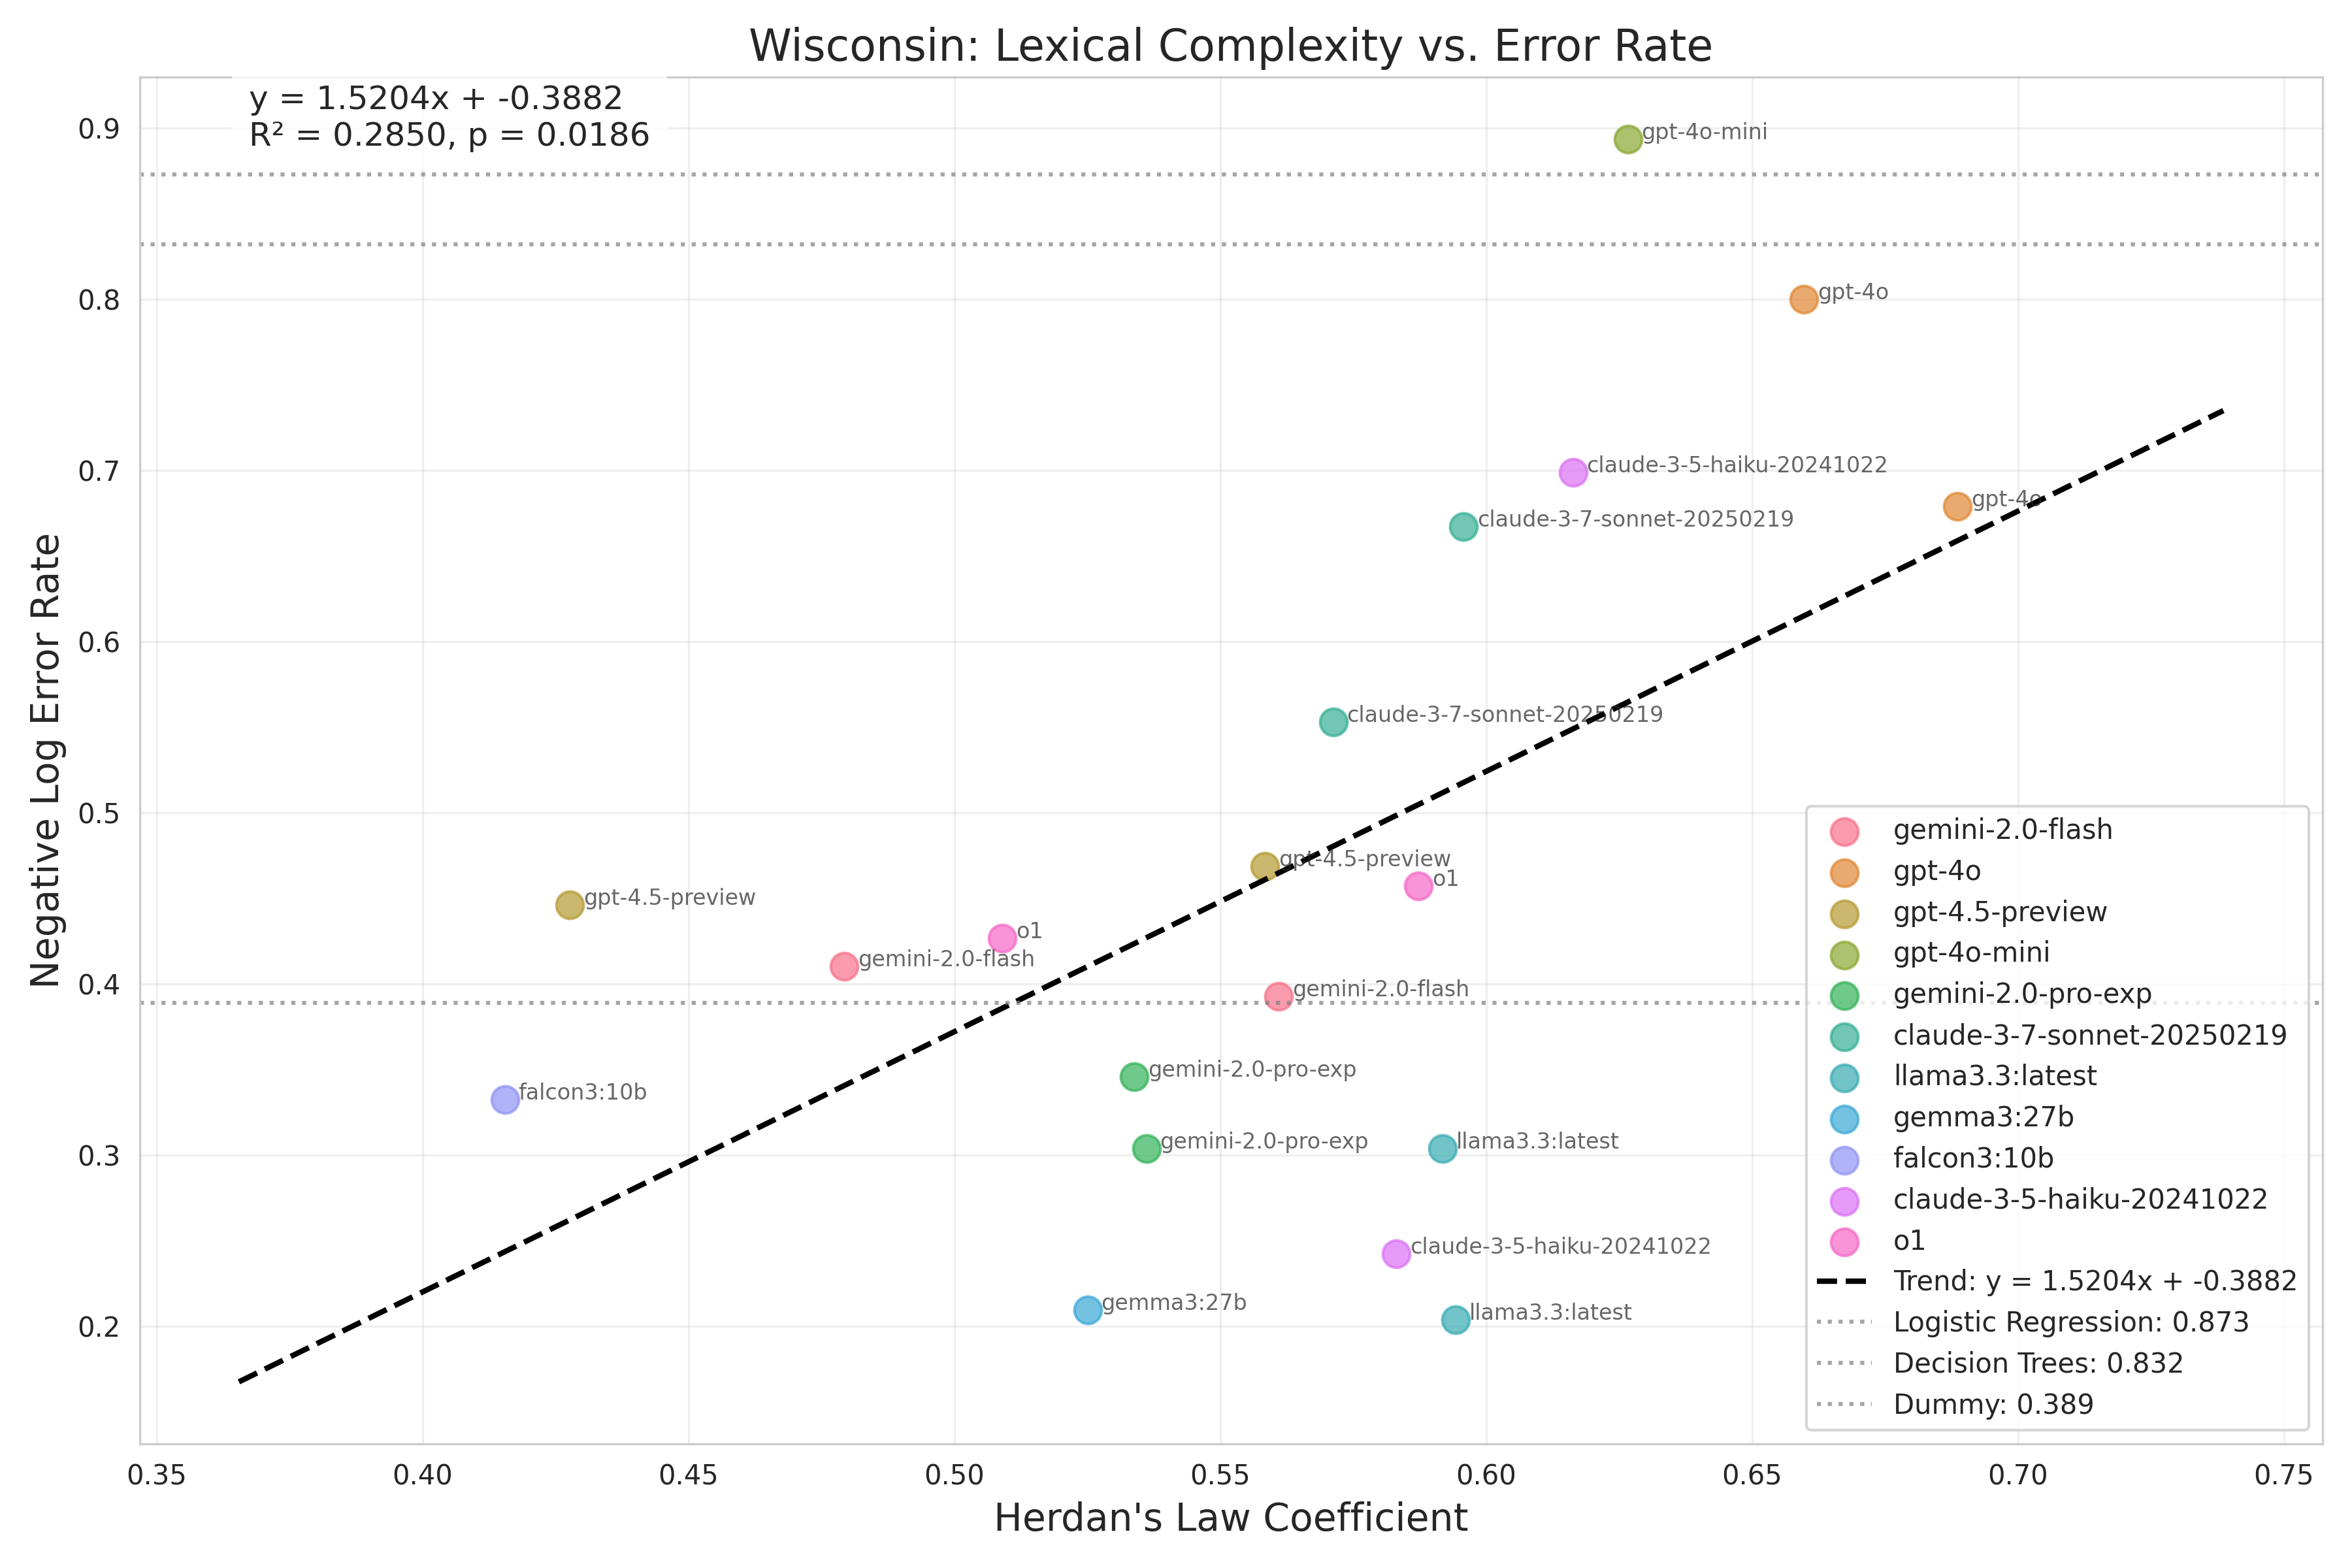 Wisconsin: Lexical Complexity vs. Error Rate
y = 1.5204x + -0.3882
R² = 0.2850, p = 0.0186
Negative Log Error Rate
0.9
0.8
0.7
0.6
0.5
0.4
0.3
0.2
gpt-4o-mini
gpt-4o
claude-3-5-haiku-20241022
gpt-4o
claude-3-7-sonnet-20250219
claude-3-7-sonnet-20250219
gpt-4.5-preview
o1
gpt-4.5-preview
o1
gemini-2.0-flash
gemini-2.0-flash
gemini-2.0-pro-exp
falcon3:10b
gemini-2.0-pro-exp
llama3.3:latest
claude-3-5-haiku-20241022
gemma3:27b
llama3.3:latest
gemini-2.0-flash
gpt-4o
gpt-4.5-preview
gpt-4o-mini
gemini-2.0-pro-exp
claude-3-7-sonnet-20250219
llama3.3:latest
gemma3:27b
falcon3:10b
claude-3-5-haiku-20241022
o1
Trend: y = 1.5204x + -0.3882
Logistic Regression: 0.873
Decision Trees: 0.832
Dummy: 0.389
0.35 0.40 0.45 0.50 0.55 0.60 0.65 0.70 0.75
Herdan's Law Coefficient